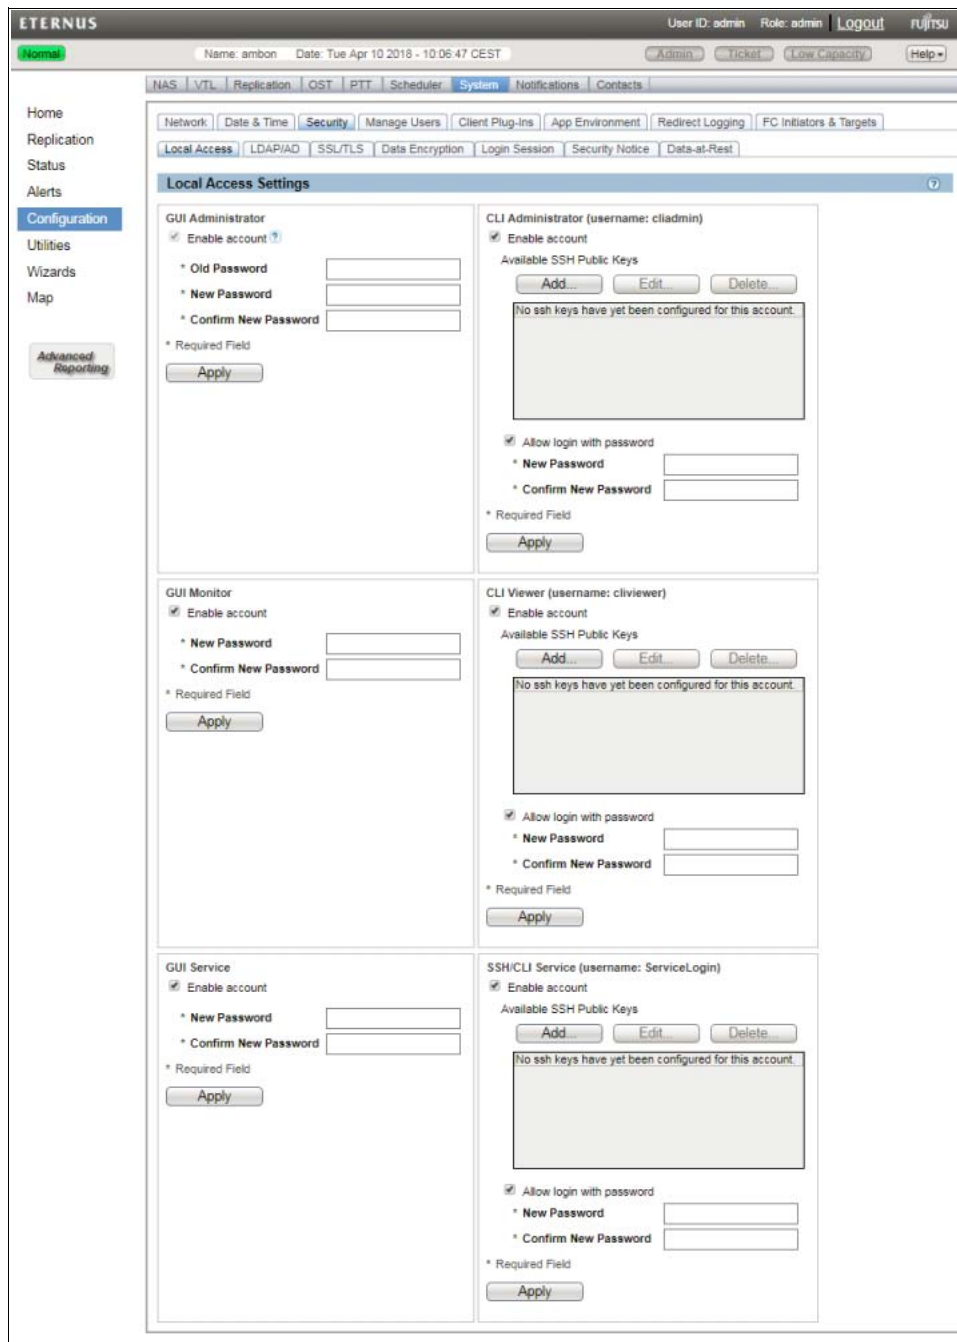 ETERNUS User ID: admin Role: admin Logout FUJITSU
Normal Name: ambon Date: Tue Apr 10 2018 - 10:06:47 CEST Admin Ticket Low Capacity Help
NAS VTL Replication OST PTT Scheduler System Notifications Contacts
Home
Replication
Status
Alerts
Configuration
Utilities
Wizards
Map
Advanced
Reporting
Network Date & Time Security Manage Users Client Plug-Ins App Environment Redirect Logging FC Initiators & Targets
Local Access LDAP/AD SSL/TLS Data Encryption Login Session Security Notice Data-at-Rest
Local Access Settings ?
GUI Administrator
Enable account ?
* Old Password
* New Password
* Confirm New Password
* Required Field
Apply
CLI Administrator (username: cliadmin)
Enable account
Available SSH Public Keys
Add... Edit... Delete...
No ssh keys have yet been configured for this account.
Allow login with password
* New Password
* Confirm New Password
* Required Field
Apply
GUI Monitor
Enable account
* New Password
* Confirm New Password
* Required Field
Apply
CLI Viewer (username: cliviewer)
Enable account
Available SSH Public Keys
Add... Edit... Delete...
No ssh keys have yet been configured for this account.
Allow login with password
* New Password
* Confirm New Password
* Required Field
Apply
GUI Service
Enable account
* New Password
* Confirm New Password
* Required Field
Apply
SSH/CLI Service (username: ServiceLogin)
Enable account
Available SSH Public Keys
Add... Edit... Delete...
No ssh keys have yet been configured for this account.
Allow login with password
* New Password
* Confirm New Password
* Required Field
Apply